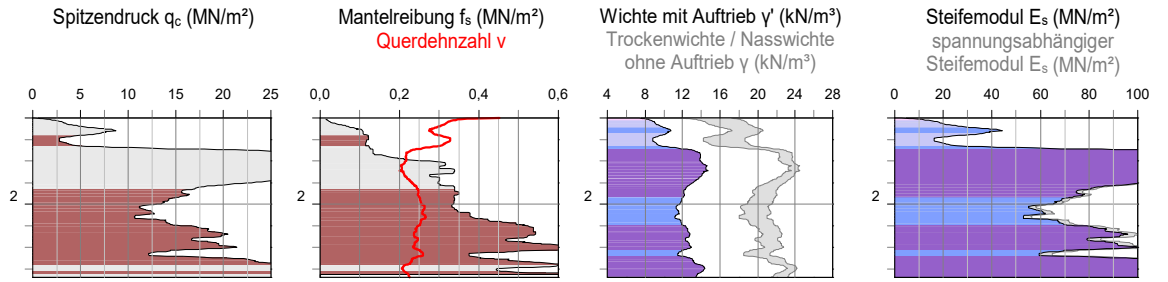 Spitzendruck qc (MN/m²)
0 5 10 15 20 25
2
Mantelreibung fs (MN/m²)
Querdehnzahl ν
0,0 0,2 0,4 0,6
2
Wichte mit Auftrieb γ' (kN/m³)
Trockenwichte / Nasswichte
ohne Auftrieb γ (kN/m³)
4 8 12 16 20 24 28
2
Steifemodul Es (MN/m²)
spannungsabhängiger
Steifemodul Es (MN/m²)
0 20 40 60 80 100
2